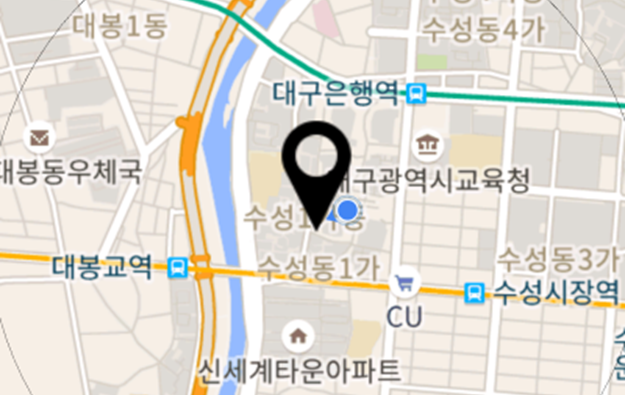 대봉1동
수성동4가
대구은행역
대봉동우체국
대구광역시교육청
수성1가동
대봉교역
수성동1가
수성동3가
수성시장역
CU
신세계타운아파트